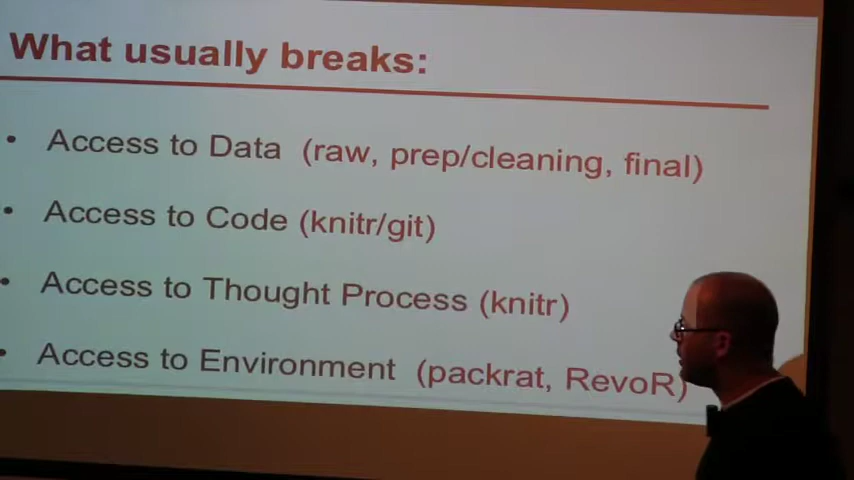 What usually breaks:
• Access to Data (raw, prep/cleaning, final)
• Access to Code (knitr/git)
• Access to Thought Process (knitr)
• Access to Environment (packrat, RevoR)